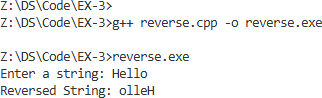 Z:\DS\Code\EX-3>
Z:\DS\Code\EX-3>g++ reverse.cpp -o reverse.exe
Z:\DS\Code\EX-3>reverse.exe
Enter a string: Hello
Reversed String: olleH